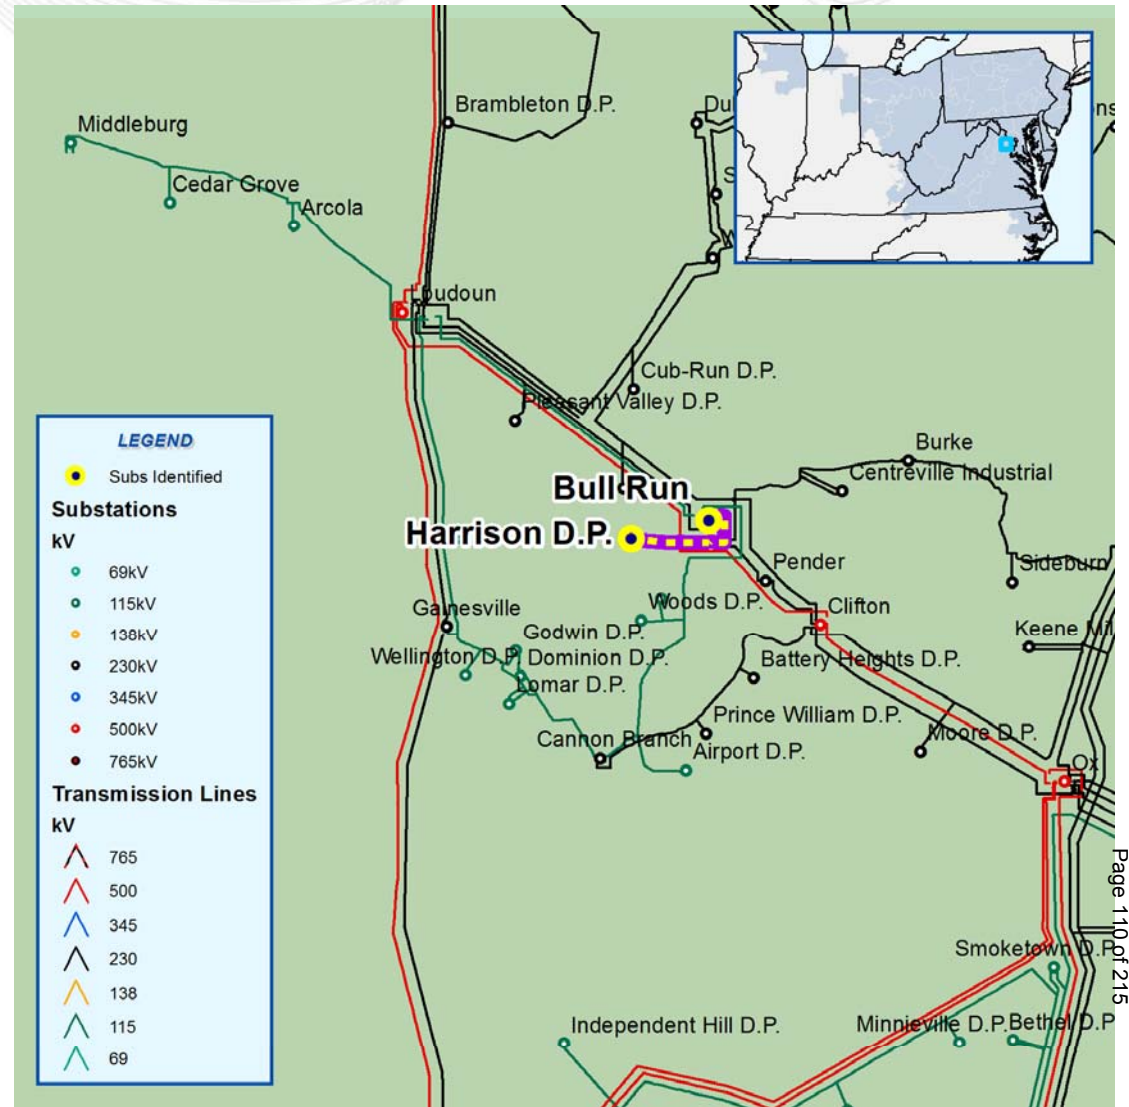 Brambleton D.P.
Du
ns
Middleburg
Cedar Grove
Arcola
S
Loudoun
Cub-Run D.P.
Pleasant Valley D.P.
Burke
Centreville Industrial
Bull Run
Harrison D.P.
Pender
Sideburn
Woods D.P.
Clifton
Gainesville
Godwin D.P.
Keene Mil
Wellington D.P.
Dominion D.P.
Battery Heights D.P.
Lomar D.P.
Prince William D.P.
Moore D.P.
Cannon Branch
Airport D.P.
Ox
Smoketown D.P.
Independent Hill D.P.
Minnieville D.P.
Bethel D.P
LEGEND
Subs Identified
Substations
kV
69kV
115kV
138kV
230kV
345kV
500kV
765kV
Transmission Lines
kV
765
500
345
230
138
115
69
Page 110 of 215